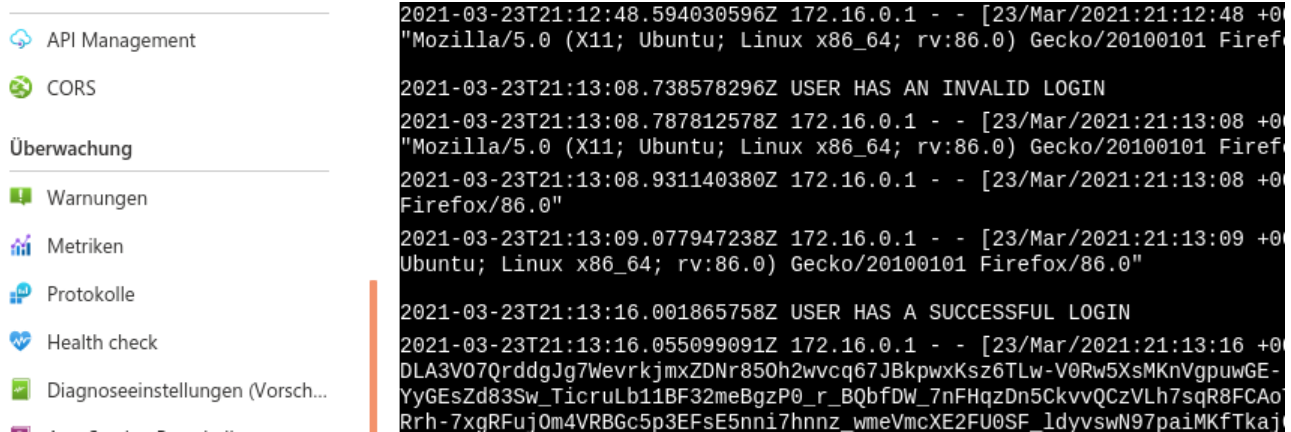 API Management
CORS
Überwachung
Warnungen
Metriken
Protokolle
Health check
Diagnoseeinstellungen (Vorsch...
2021-03-23T21:12:48.594030596Z 172.16.0.1 - - [23/Mar/2021:21:12:48 +00
"Mozilla/5.0 (X11; Ubuntu; Linux x86_64; rv:86.0) Gecko/20100101 Firef
2021-03-23T21:13:08.738578296Z USER HAS AN INVALID LOGIN
2021-03-23T21:13:08.787812578Z 172.16.0.1 - - [23/Mar/2021:21:13:08 +00
"Mozilla/5.0 (X11; Ubuntu; Linux x86_64; rv:86.0) Gecko/20100101 Firef
2021-03-23T21:13:08.931140380Z 172.16.0.1 - - [23/Mar/2021:21:13:08 +00
Firefox/86.0"
2021-03-23T21:13:09.077947238Z 172.16.0.1 - - [23/Mar/2021:21:13:09 +00
Ubuntu; Linux x86_64; rv:86.0) Gecko/20100101 Firefox/86.0"
2021-03-23T21:13:16.001865758Z USER HAS A SUCCESSFUL LOGIN
2021-03-23T21:13:16.055099091Z 172.16.0.1 - - [23/Mar/2021:21:13:16 +00
DLA3VO7QrddgJg7WevrkjmxZDNr85Oh2wvcq67JBkpwxKsz6TLw-V0Rw5XsMKnVgpuwGE-
YyGEsZd83Sw_TicruLb11BF32meBgzP0_r_BQbfDW_7nFHqzDn5CkvvQCzVLh7sqR8FCAo
Rrh-7xgRFujOm4VRBGc5p3EFsE5nni7hnnz_wmeVmcXE2FU0SF_ldyvswN97paiMKfTkaj